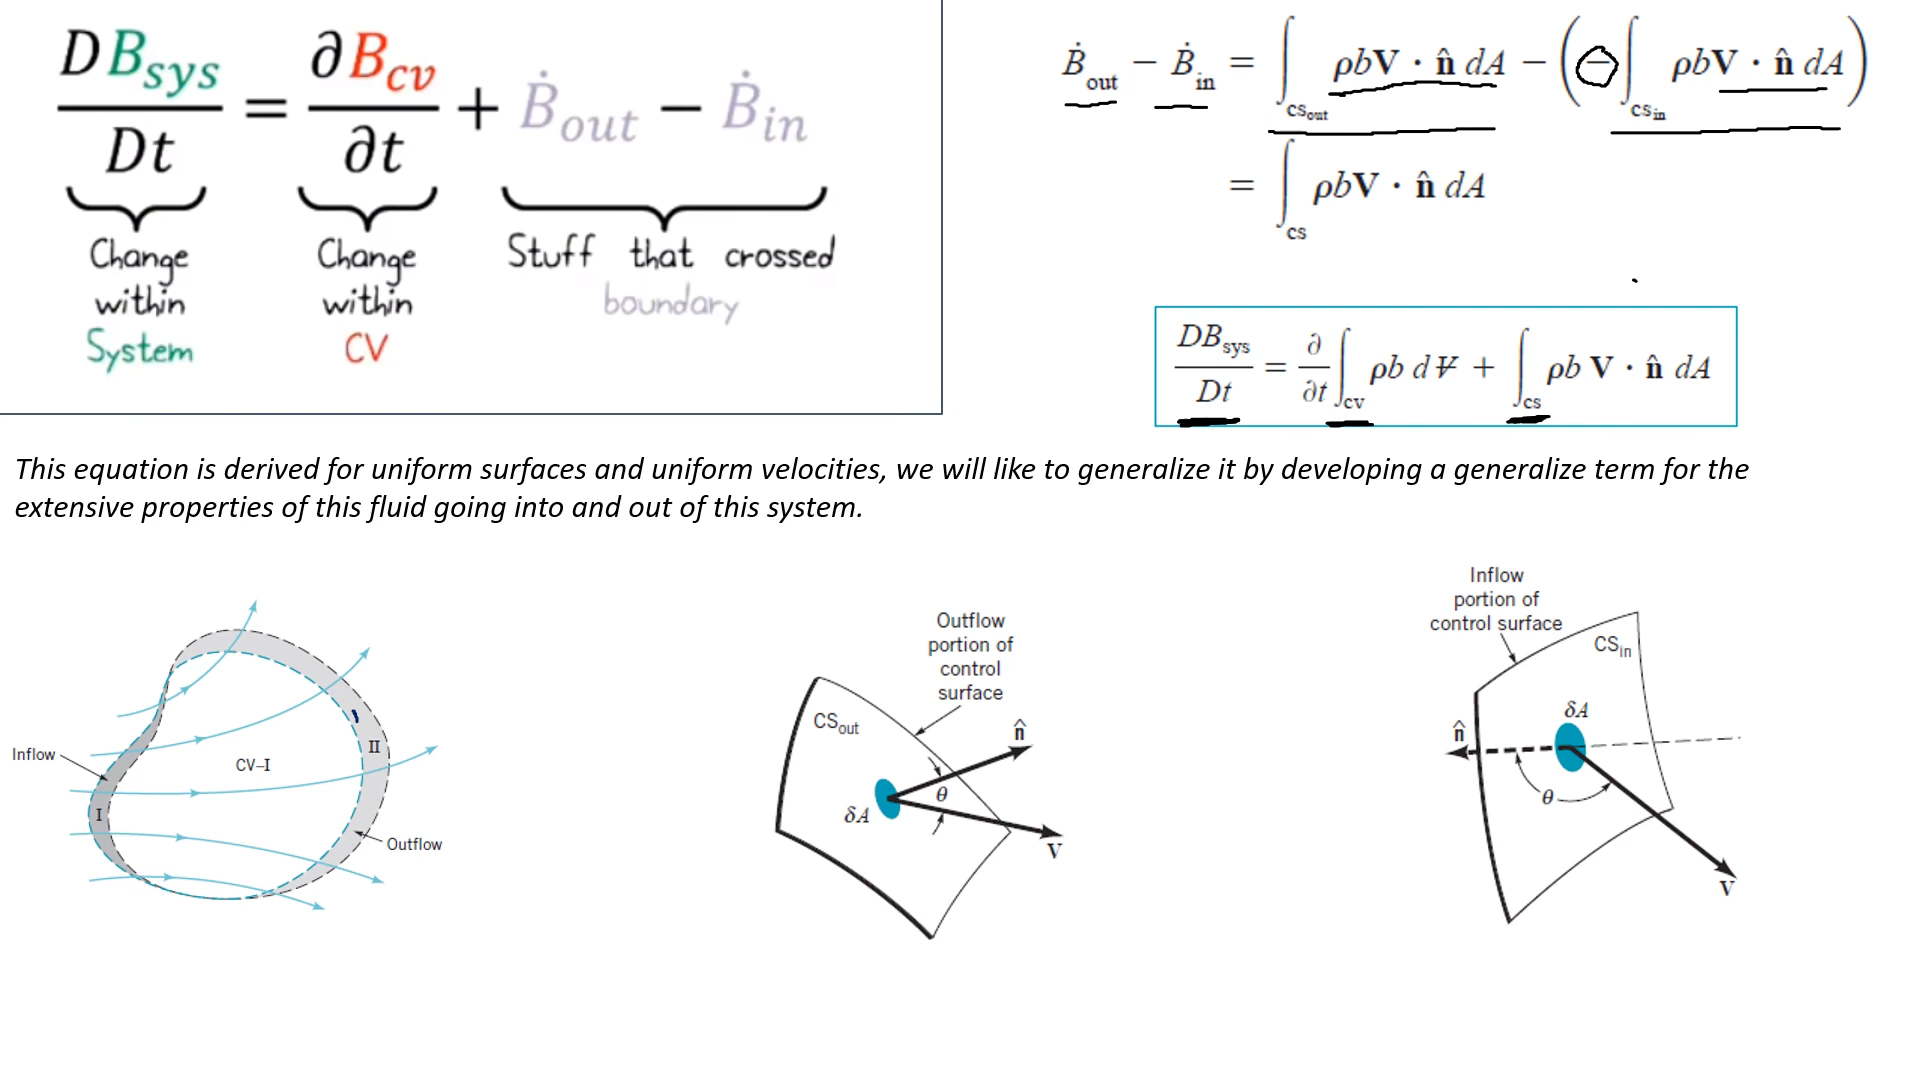 DB_sys / Dt = ∂B_cv / ∂t + Ḃ_out − Ḃ_in
Change within System
Change within CV
Stuff that crossed boundary
Ḃ_out − Ḃ_in = ∫_cs_out ρbV · n̂ dA − (−∫_cs_in ρbV · n̂ dA)
= ∫_cs ρbV · n̂ dA
DB_sys / Dt = ∂/∂t ∫_cv ρb dV̶ + ∫_cs ρb V · n̂ dA
This equation is derived for uniform surfaces and uniform velocities, we will like to generalize it by developing a generalize term for the
extensive properties of this fluid going into and out of this system.
Inflow
I
CV–I
II
Outflow
Outflow
portion of
control
surface
CS_out
n̂
θ
δA
V
Inflow
portion of
control surface
CS_in
δA
n̂
θ
V